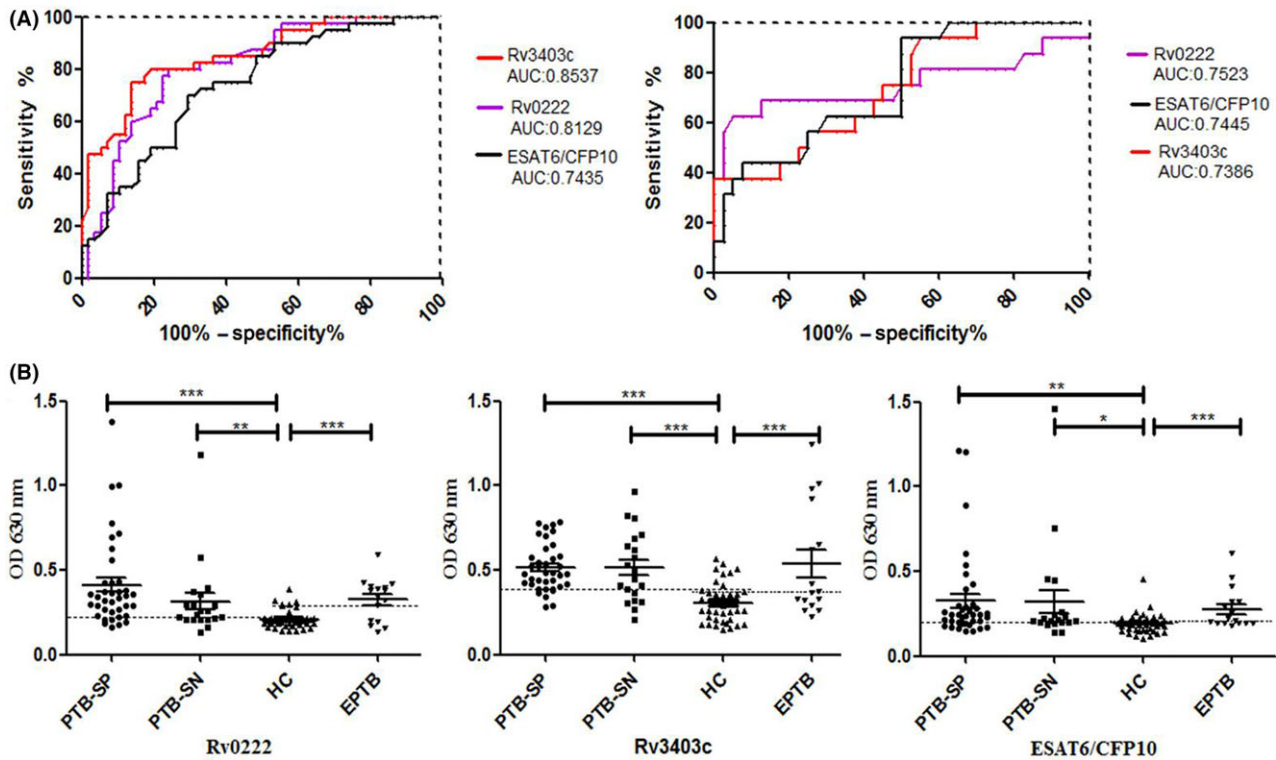 (A)
Sensitivity %
100
80
60
40
20
0
0
20
40
60
80
100
100% – specificity%
Rv3403c
AUC:0.8537
Rv0222
AUC:0.8129
ESAT6/CFP10
AUC:0.7435
Sensitivity %
100
80
60
40
20
0
0
20
40
60
80
100
100% – specificity%
Rv0222
AUC:0.7523
ESAT6/CFP10
AUC:0.7445
Rv3403c
AUC:0.7386
(B)
OD 630 nm
1.5
1.0
0.5
0.0
***
**
***
PTB-SP
PTB-SN
HC
EPTB
Rv0222
OD 630 nm
1.5
1.0
0.5
0.0
***
***
***
PTB-SP
PTB-SN
HC
EPTB
Rv3403c
OD 630 nm
1.5
1.0
0.5
0.0
**
*
***
PTB-SP
PTB-SN
HC
EPTB
ESAT6/CFP10